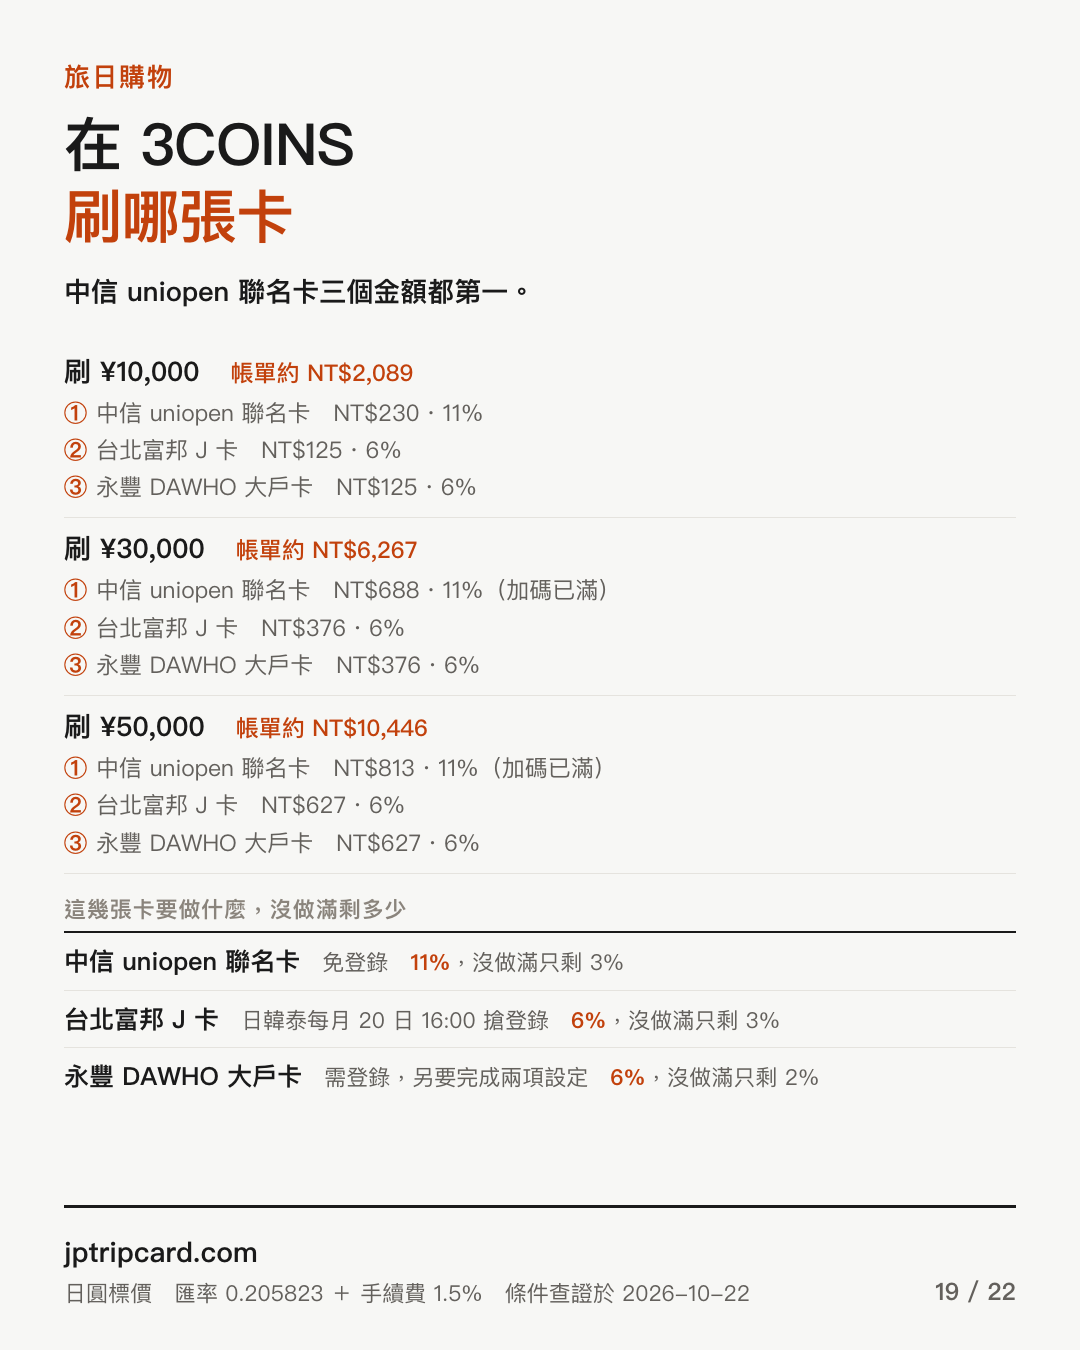 旅日購物
在 3COINS
刷哪張卡
中信 uniopen 聯名卡三個金額都第一。
刷 ¥10,000 帳單約 NT$2,089
① 中信 uniopen 聯名卡 NT$230 · 11%
② 台北富邦 J 卡 NT$125 · 6%
③ 永豐 DAWHO 大戶卡 NT$125 · 6%
刷 ¥30,000 帳單約 NT$6,267
① 中信 uniopen 聯名卡 NT$688 · 11%（加碼已滿）
② 台北富邦 J 卡 NT$376 · 6%
③ 永豐 DAWHO 大戶卡 NT$376 · 6%
刷 ¥50,000 帳單約 NT$10,446
① 中信 uniopen 聯名卡 NT$813 · 11%（加碼已滿）
② 台北富邦 J 卡 NT$627 · 6%
③ 永豐 DAWHO 大戶卡 NT$627 · 6%
這幾張卡要做什麼，沒做滿剩多少
中信 uniopen 聯名卡 免登錄 11%，沒做滿只剩 3%
台北富邦 J 卡 日韓泰每月 20 日 16:00 搶登錄 6%，沒做滿只剩 3%
永豐 DAWHO 大戶卡 需登錄，另要完成兩項設定 6%，沒做滿只剩 2%
jptripcard.com
日圓標價 匯率 0.205823 + 手續費 1.5% 條件查證於 2026-10-22 19 / 22